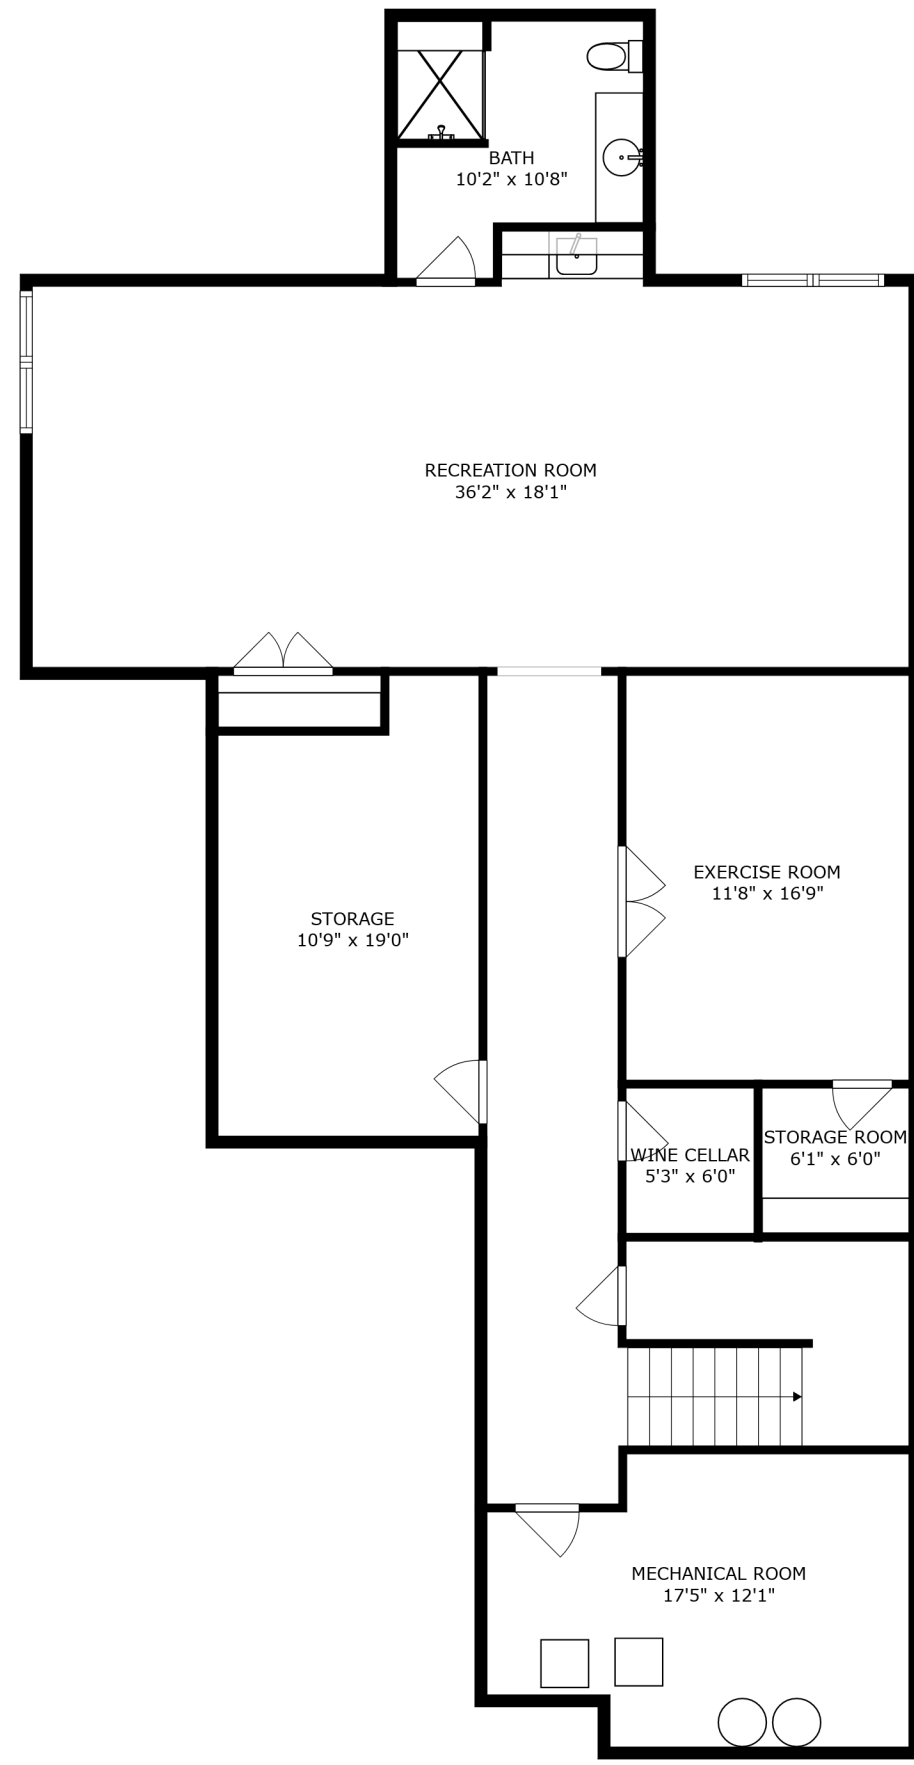 BATH
10'2" x 10'8"
RECREATION ROOM
36'2" x 18'1"
EXERCISE ROOM
11'8" x 16'9"
STORAGE
10'9" x 19'0"
STORAGE ROOM
6'1" x 6'0"
WINE CELLAR
5'3" x 6'0"
MECHANICAL ROOM
17'5" x 12'1"